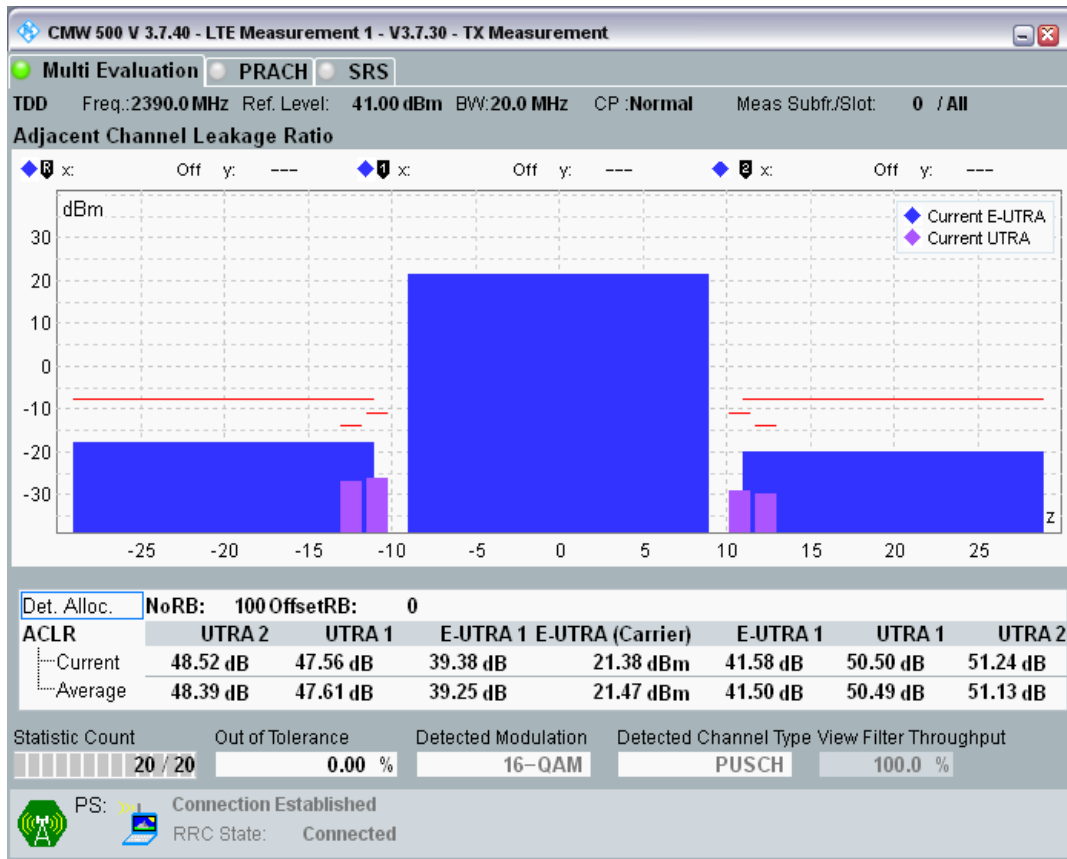 CMW 500 V 3.7.40 - LTE Measurement 1 - V3.7.30 - TX Measurement
Multi Evaluation PRACH SRS
TDD Freq.:2390.0 MHz Ref. Level: 41.00 dBm BW:20.0 MHz CP :Normal Meas Subfr./Slot: 0 / All
Adjacent Channel Leakage Ratio
R x: Off y: --- 1 x: Off y: --- 2 x: Off y: ---
dBm
Current E-UTRA
Current UTRA
30
20
10
0
-10
-20
-30
z
-25 -20 -15 -10 -5 0 5 10 15 20 25
Det. Alloc. NoRB: 100 OffsetRB: 0
ACLR UTRA 2 UTRA 1 E-UTRA 1 E-UTRA (Carrier) E-UTRA 1 UTRA 1 UTRA 2
Current 48.52 dB 47.56 dB 39.38 dB 21.38 dBm 41.58 dB 50.50 dB 51.24 dB
Average 48.39 dB 47.61 dB 39.25 dB 21.47 dBm 41.50 dB 50.49 dB 51.13 dB
Statistic Count Out of Tolerance Detected Modulation Detected Channel Type View Filter Throughput
20 / 20 0.00 % 16-QAM PUSCH 100.0 %
PS: Connection Established
RRC State: Connected